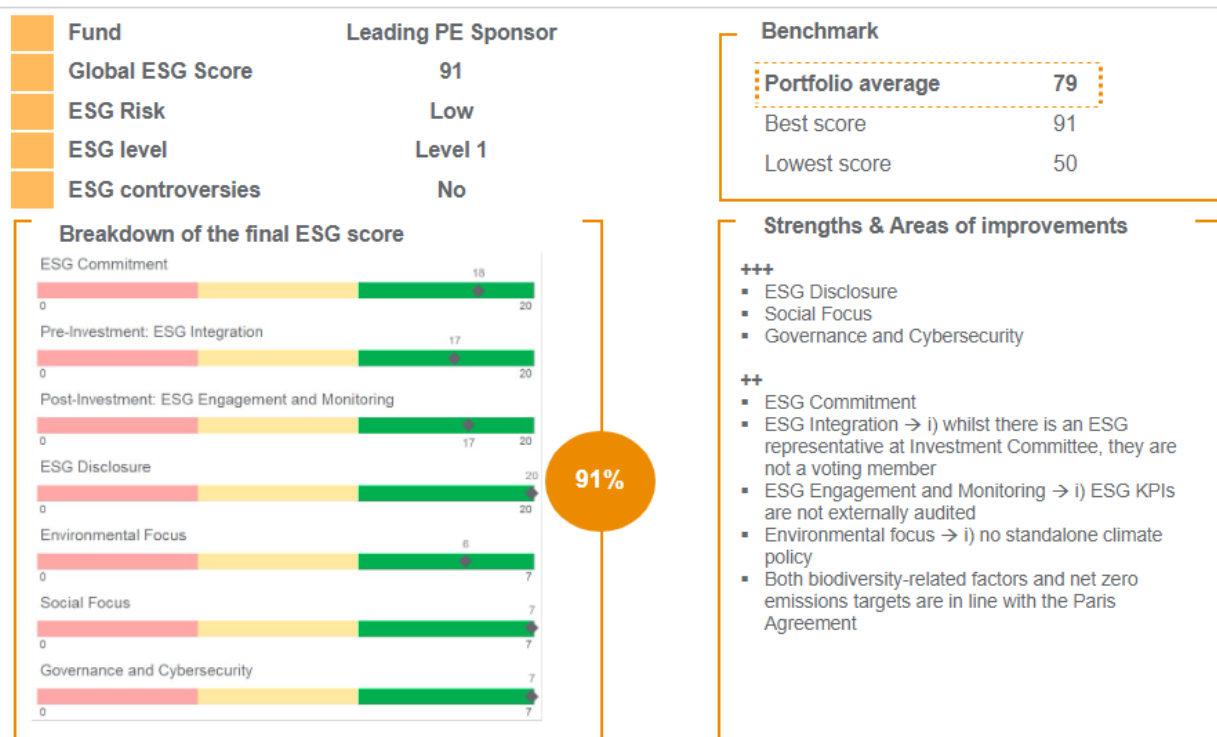 Fund Leading PE Sponsor
Global ESG Score 91
ESG Risk Low
ESG level Level 1
ESG controversies No
Benchmark
Portfolio average 79
Best score 91
Lowest score 50
Breakdown of the final ESG score
ESG Commitment
18
0 20
Pre-Investment: ESG Integration
17
0 20
Post-Investment: ESG Engagement and Monitoring
0 17 20
ESG Disclosure
20
0 20
Environmental Focus
6
0 7
Social Focus
7
0 7
Governance and Cybersecurity
7
0 7
91%
Strengths & Areas of improvements
+++
▪ ESG Disclosure
▪ Social Focus
▪ Governance and Cybersecurity
++
▪ ESG Commitment
▪ ESG Integration → i) whilst there is an ESG
representative at Investment Committee, they are
not a voting member
▪ ESG Engagement and Monitoring → i) ESG KPIs
are not externally audited
▪ Environmental focus → i) no standalone climate
policy
▪ Both biodiversity-related factors and net zero
emissions targets are in line with the Paris
Agreement